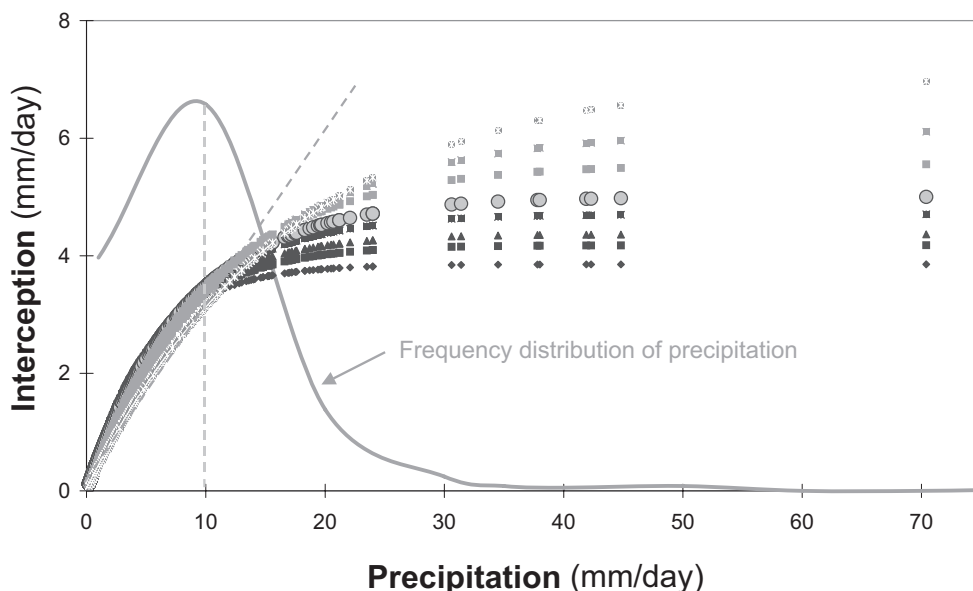 8
6
4
2
0
Interception (mm/day)
Frequency distribution of precipitation
0 10 20 30 40 50 60 70
Precipitation (mm/day)